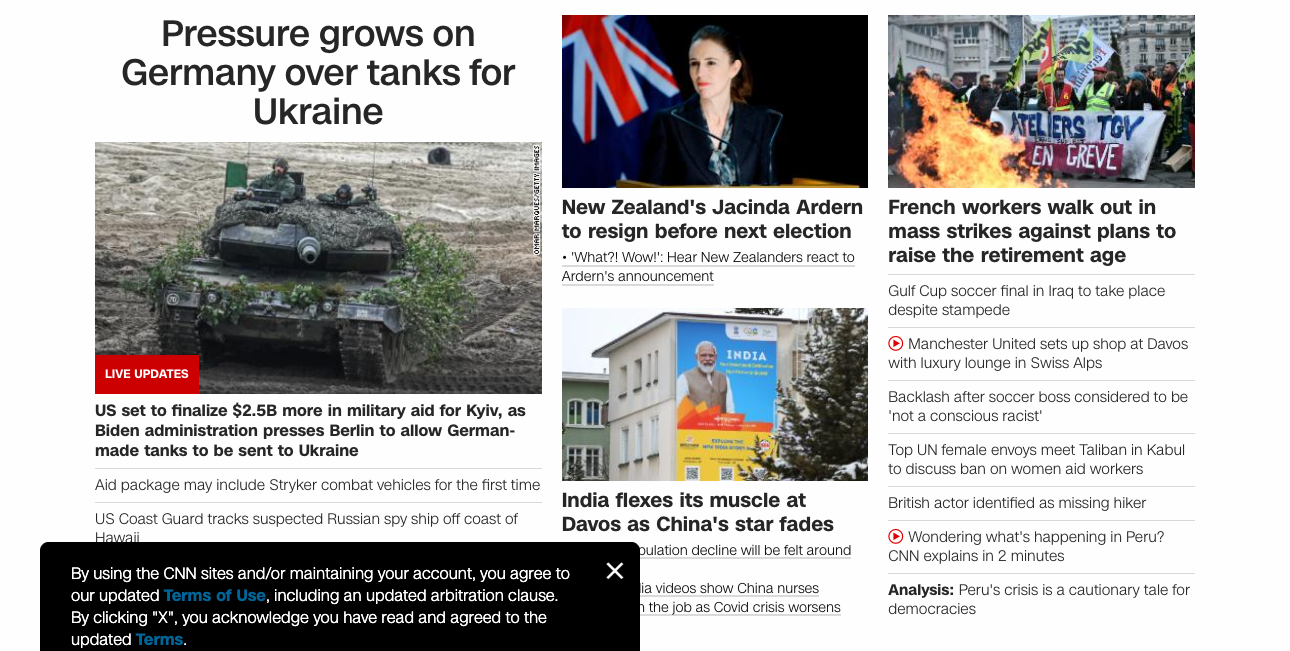 Pressure grows on
Germany over tanks for
Ukraine
OMAR MARQUES/GETTY IMAGES
LIVE UPDATES
US set to finalize $2.5B more in military aid for Kyiv, as
Biden administration presses Berlin to allow German-
made tanks to be sent to Ukraine
Aid package may include Stryker combat vehicles for the first time
US Coast Guard tracks suspected Russian spy ship off coast of
Hawaii
New Zealand's Jacinda Ardern
to resign before next election
• 'What?! Wow!': Hear New Zealanders react to
Ardern's announcement
INDIA
India flexes its muscle at
Davos as China's star fades
decline will be felt around
videos show China nurses
the job as Covid crisis worsens
ATELIERS TGV
EN GREVE
French workers walk out in
mass strikes against plans to
raise the retirement age
Gulf Cup soccer final in Iraq to take place
despite stampede
Manchester United sets up shop at Davos
with luxury lounge in Swiss Alps
Backlash after soccer boss considered to be
'not a conscious racist'
Top UN female envoys meet Taliban in Kabul
to discuss ban on women aid workers
British actor identified as missing hiker
Wondering what's happening in Peru?
CNN explains in 2 minutes
Analysis: Peru's crisis is a cautionary tale for
democracies
By using the CNN sites and/or maintaining your account, you agree to
our updated Terms of Use, including an updated arbitration clause.
By clicking "X", you acknowledge you have read and agreed to the
updated Terms.